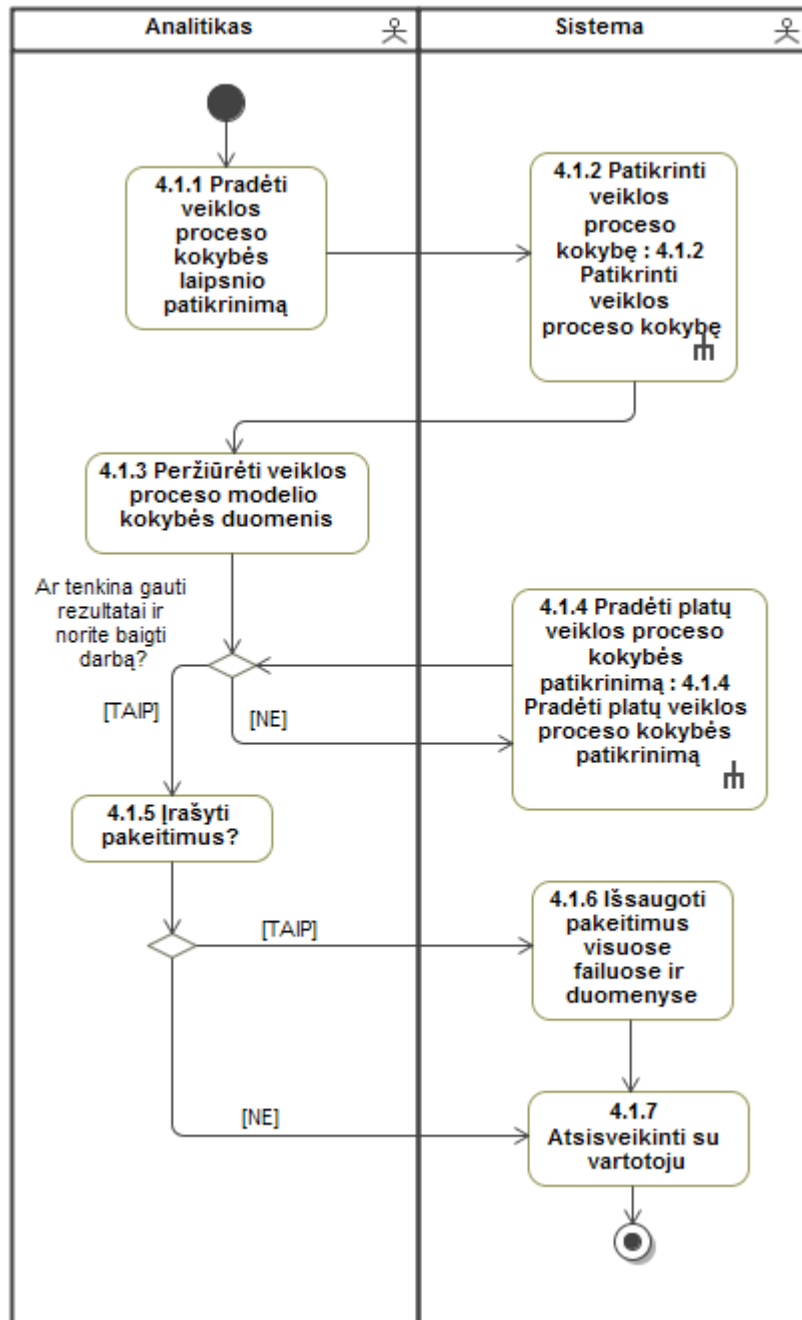 Analitikas
Sistema
4.1.1 Pradėti
veiklos
proceso
kokybės
laipsnio
patikrinimą
4.1.2 Patikrinti
veiklos
proceso
kokybę : 4.1.2
Patikrinti
veiklos
proceso kokybę
4.1.3 Peržiūrėti veiklos
proceso modelio
kokybės duomenis
Ar tenkina gauti
rezultatai ir
norite baigti
darbą?
[TAIP]
[NE]
4.1.4 Pradėti platų
veiklos proceso
kokybės
patikrinimą : 4.1.4
Pradėti platų veiklos
proceso kokybės
patikrinimą
4.1.5 Įrašyti
pakeitimus?
[TAIP]
[NE]
4.1.6 Išsaugoti
pakeitimus
visuose
failuose ir
duomenyse
4.1.7
Atsisveikinti su
vartotoju